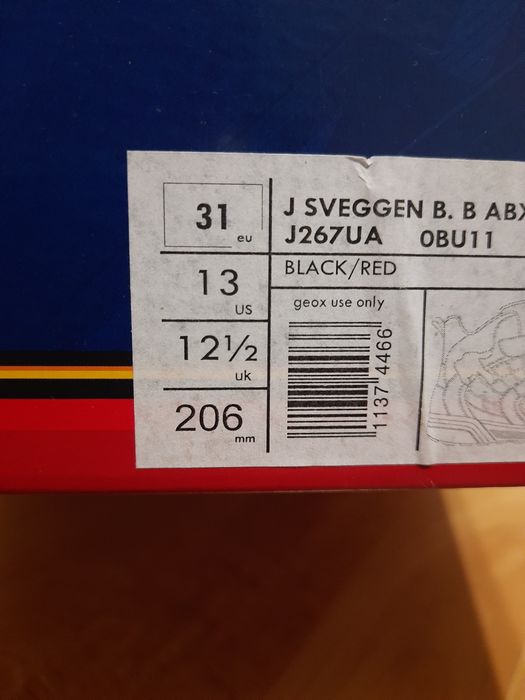 31 eu
13 US
12½ uk
206 mm
J SVEGGEN B. B ABX
J267UA 0BU11
BLACK/RED
geox use only
1137 4466